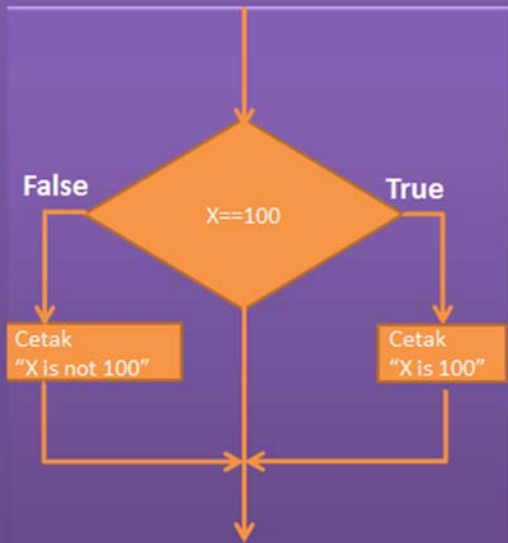 X==100
False
True
Cetak
“X is not 100”
Cetak
“X is 100”